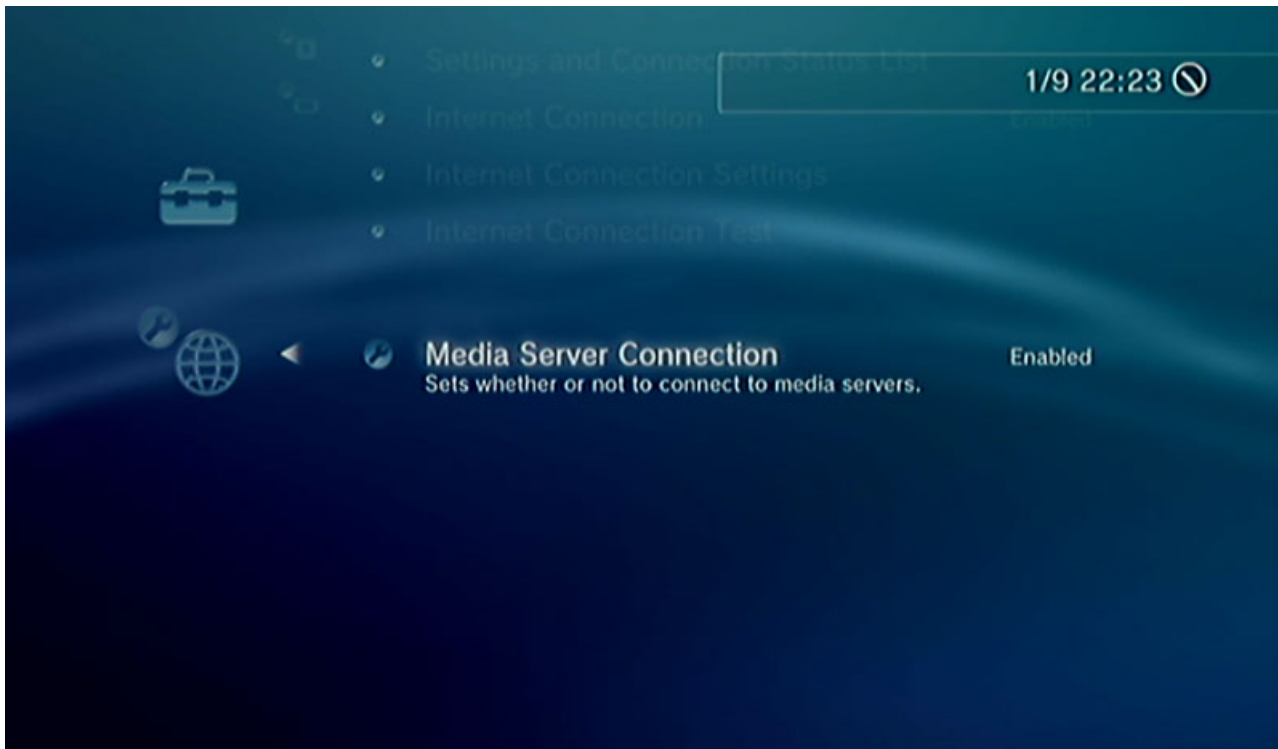 Settings and Connection Status List
1/9 22:23
Internet Connection
Enabled
Internet Connection Settings
Internet Connection Test
Media Server Connection
Enabled
Sets whether or not to connect to media servers.